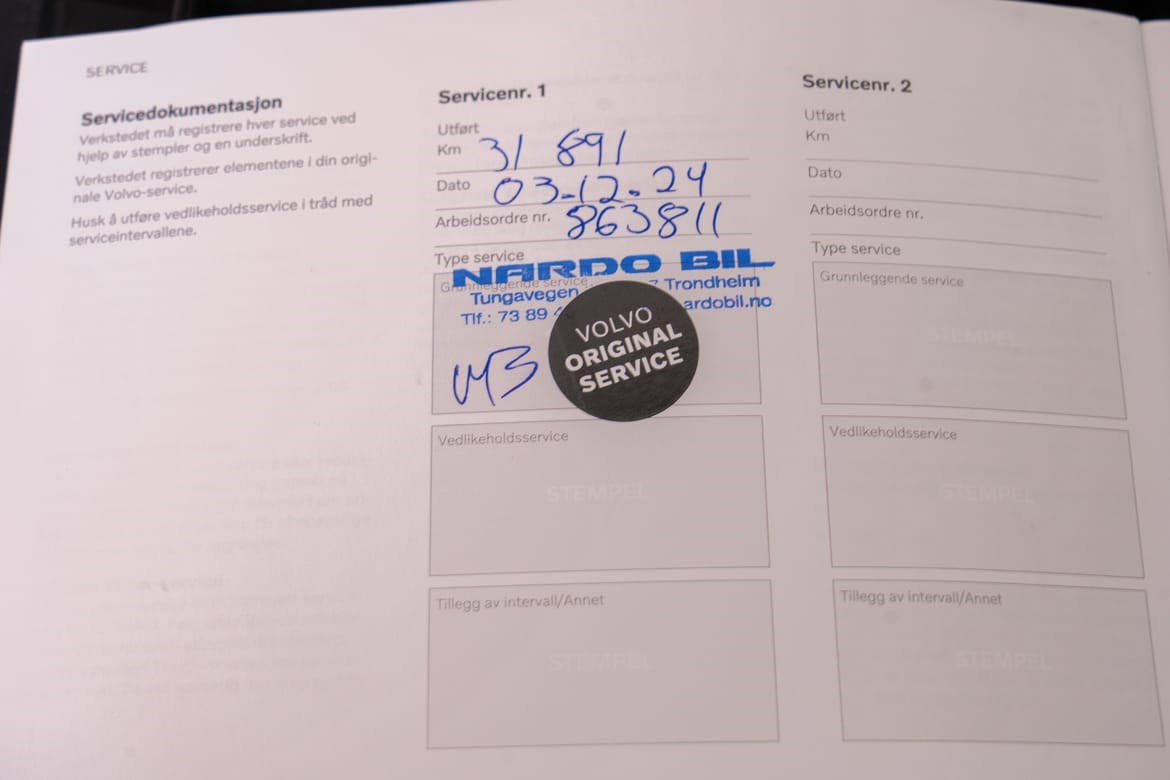 SERVICE
Servicedokumentasjon
Verkstedet må registrere hver service ved
hjelp av stempler og en underskrift.
Verkstedet registrerer elementene i din origi-
nale Volvo-service.
Husk å utføre vedlikeholdsservice i tråd med
serviceintervallene.
Servicenr. 1
Utført
Km 31 891
Dato 03-12-24
Arbeidsordre nr. 863811
Type service
NARDO BIL
Grunnleggende service
Tungavegen Trondheim
Tlf.: 73 89 ardobil.no
VOLVO
ORIGINAL
SERVICE
Vedlikeholdsservice
STEMPEL
Tillegg av intervall/Annet
STEMPEL
Servicenr. 2
Utført
Km
Dato
Arbeidsordre nr.
Type service
Grunnleggende service
STEMPEL
Vedlikeholdsservice
STEMPEL
Tillegg av intervall/Annet
STEMPEL